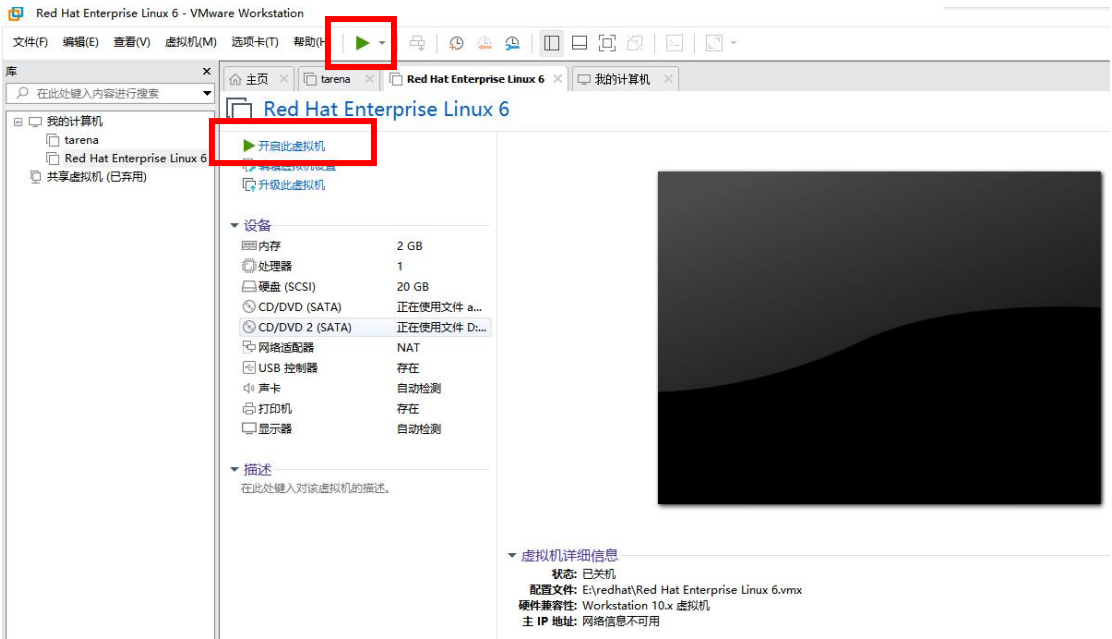 Red Hat Enterprise Linux 6 - VMware Workstation
文件(F) 编辑(E) 查看(V) 虚拟机(M) 选项卡(T) 帮助(H
库
在此处键入内容进行搜索
我的计算机
tarena
Red Hat Enterprise Linux 6
共享虚拟机 (已弃用)
主页 tarena Red Hat Enterprise Linux 6 我的计算机
Red Hat Enterprise Linux 6
开启此虚拟机
编辑虚拟机设置
升级此虚拟机
设备
内存 2 GB
处理器 1
硬盘 (SCSI) 20 GB
CD/DVD (SATA) 正在使用文件 a...
CD/DVD 2 (SATA) 正在使用文件 D:...
网络适配器 NAT
USB 控制器 存在
声卡 自动检测
打印机 存在
显示器 自动检测
描述
在此处键入对该虚拟机的描述。
虚拟机详细信息
状态: 已关机
配置文件: E:\redhat\Red Hat Enterprise Linux 6.vmx
硬件兼容性: Workstation 10.x 虚拟机
主 IP 地址: 网络信息不可用